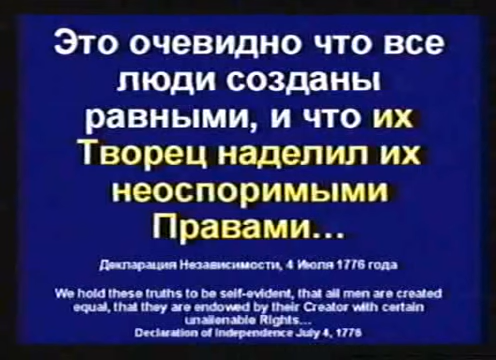 Это очевидно что все
люди созданы
равными, и что их
Творец наделил их
неоспоримыми
Правами...
Декларация Независимости, 4 Июля 1776 года
We hold these truths to be self-evident, that all men are created
equal, that they are endowed by their Creator with certain
unalienable Rights...
Declaration of Independence July 4, 1776